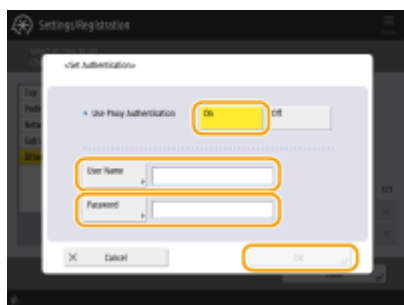 Settings/Registration
<Set Authentication>
Use Proxy Authentication
On
Off
User Name
Password
Cancel
OK